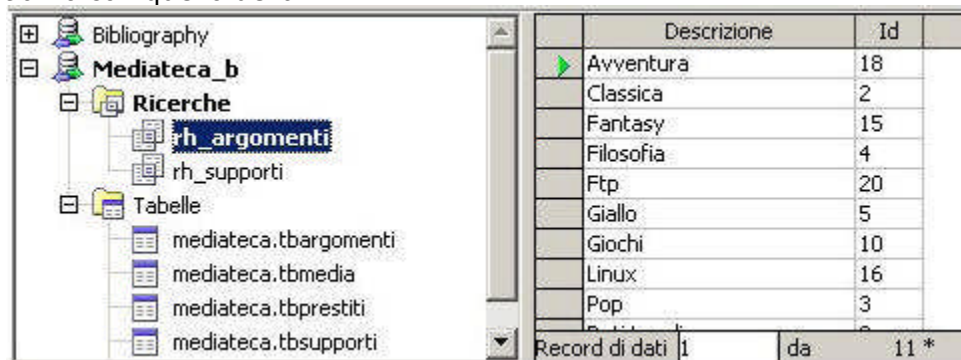 Bibliography
Mediateca_b
Ricerche
rh_argomenti
rh_supporti
Tabelle
mediateca.tbargomenti
mediateca.tbmedia
mediateca.tbprestiti
mediateca.tbsupporti
Descrizione Id
Avventura 18
Classica 2
Fantasy 15
Filosofia 4
Ftp 20
Giallo 5
Giochi 10
Linux 16
Pop 3
Record di dati 1 da 11 *